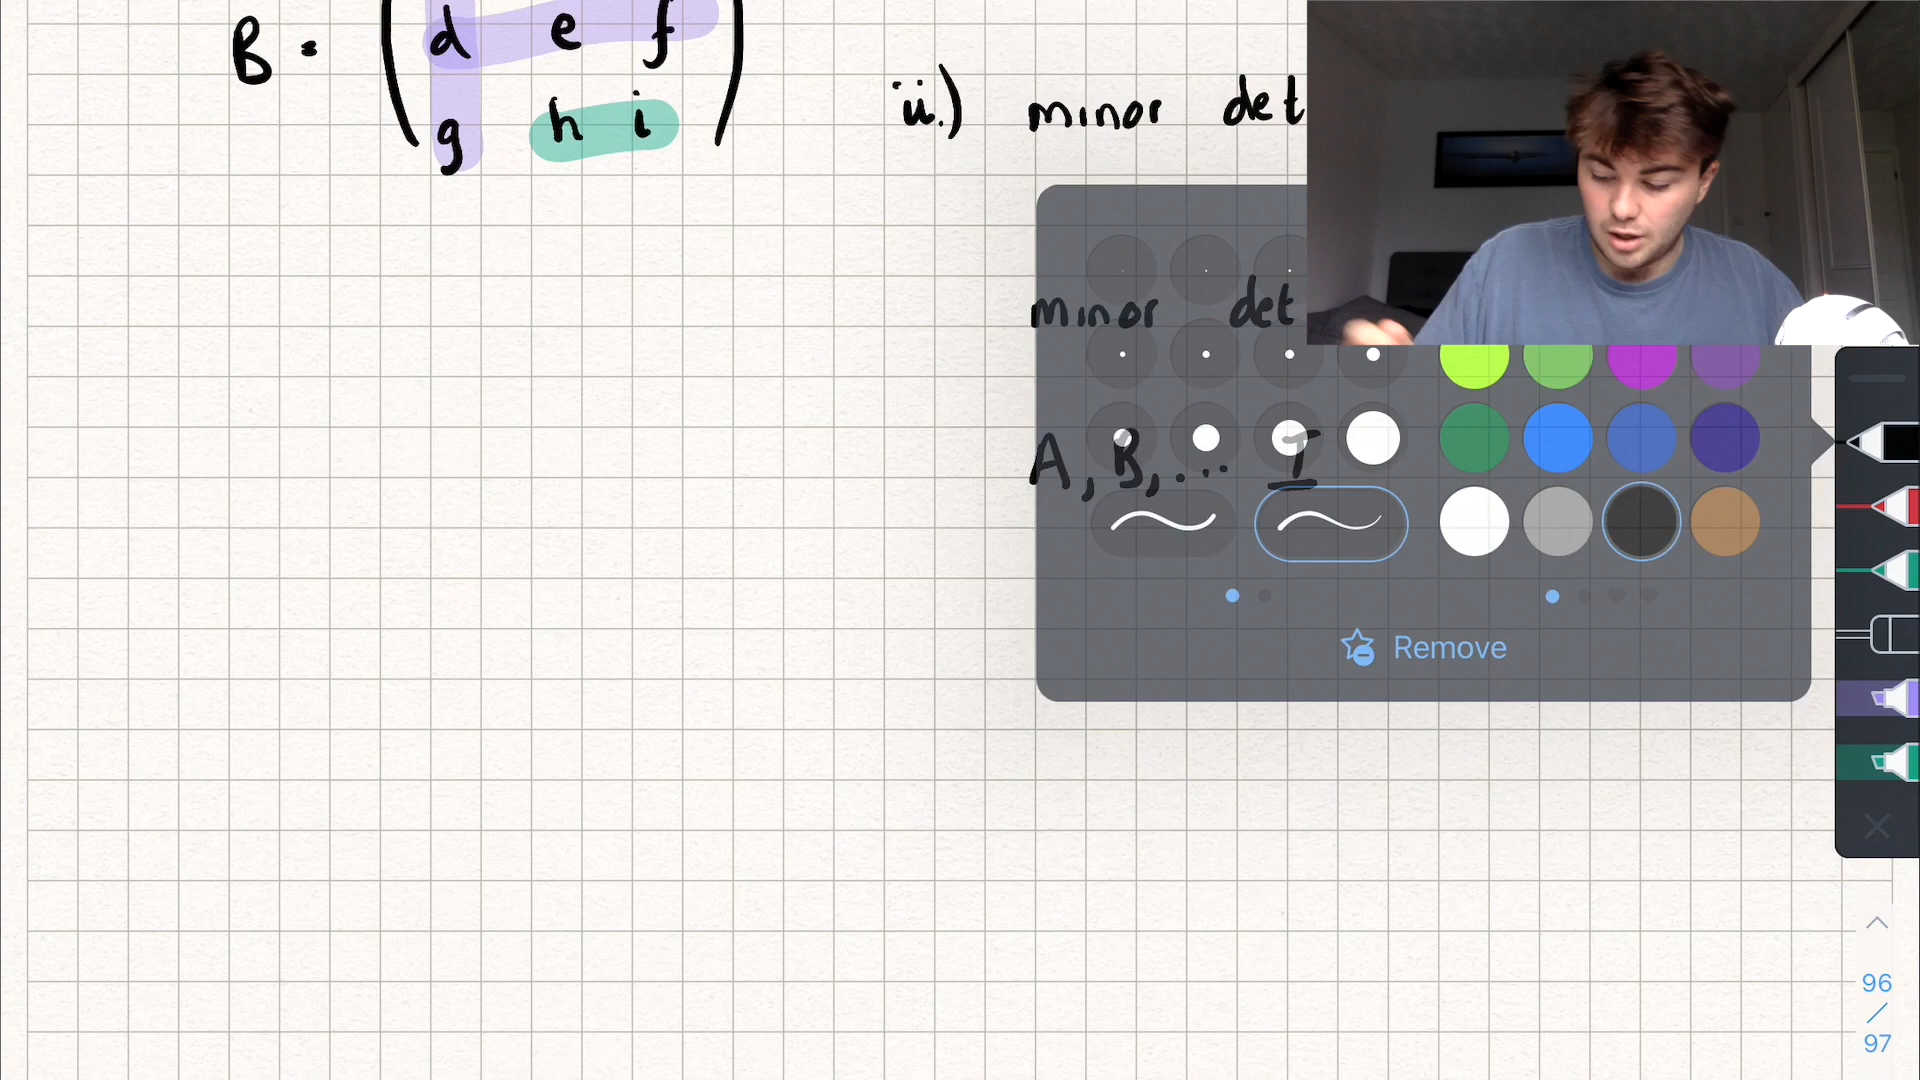 d e f
B =
g h i
ii.) minor det
minor det
A, B, ... I
Remove
96
/
97